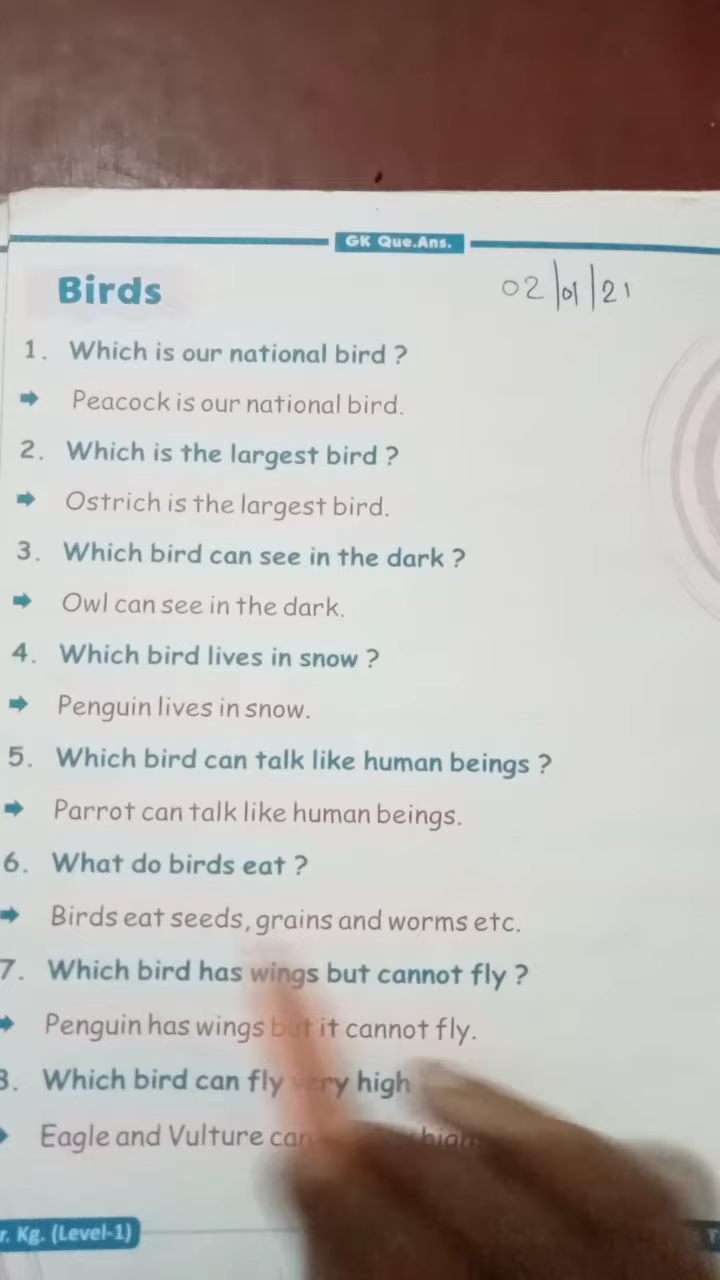 GK Que.Ans.
Birds
02/01/21
1. Which is our national bird ?
➡ Peacock is our national bird.
2. Which is the largest bird ?
➡ Ostrich is the largest bird.
3. Which bird can see in the dark ?
➡ Owl can see in the dark.
4. Which bird lives in snow ?
➡ Penguin lives in snow.
5. Which bird can talk like human beings ?
➡ Parrot can talk like human beings.
6. What do birds eat ?
➡ Birds eat seeds, grains and worms etc.
7. Which bird has wings but cannot fly ?
➡ Penguin has wings but it cannot fly.
8. Which bird can fly very high
➡ Eagle and Vulture can high
r. Kg. (Level-1)